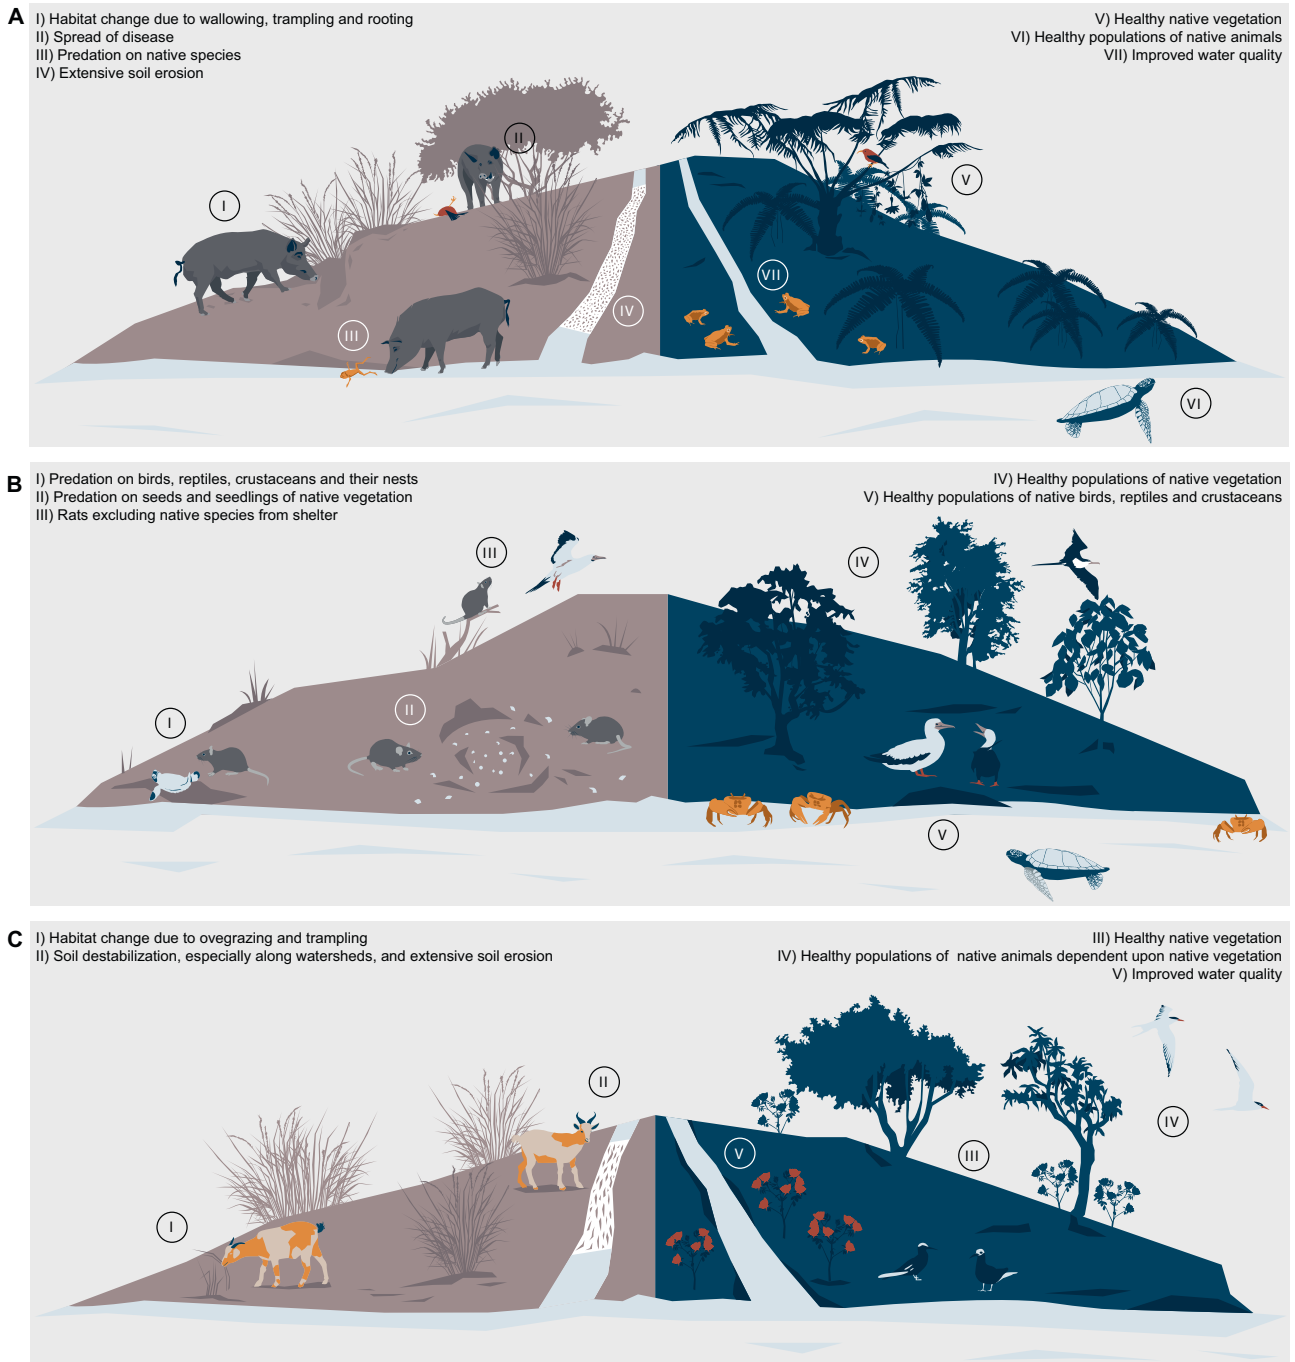 A
I) Habitat change due to wallowing, trampling and rooting
II) Spread of disease
III) Predation on native species
IV) Extensive soil erosion
V) Healthy native vegetation
VI) Healthy populations of native animals
VII) Improved water quality
II
I
V
VII
IV
III
VI
B
I) Predation on birds, reptiles, crustaceans and their nests
II) Predation on seeds and seedlings of native vegetation
III) Rats excluding native species from shelter
IV) Healthy populations of native vegetation
V) Healthy populations of native birds, reptiles and crustaceans
III
IV
II
I
V
C
I) Habitat change due to ovegrazing and trampling
II) Soil destabilization, especially along watersheds, and extensive soil erosion
III) Healthy native vegetation
IV) Healthy populations of native animals dependent upon native vegetation
V) Improved water quality
II
IV
V
III
I